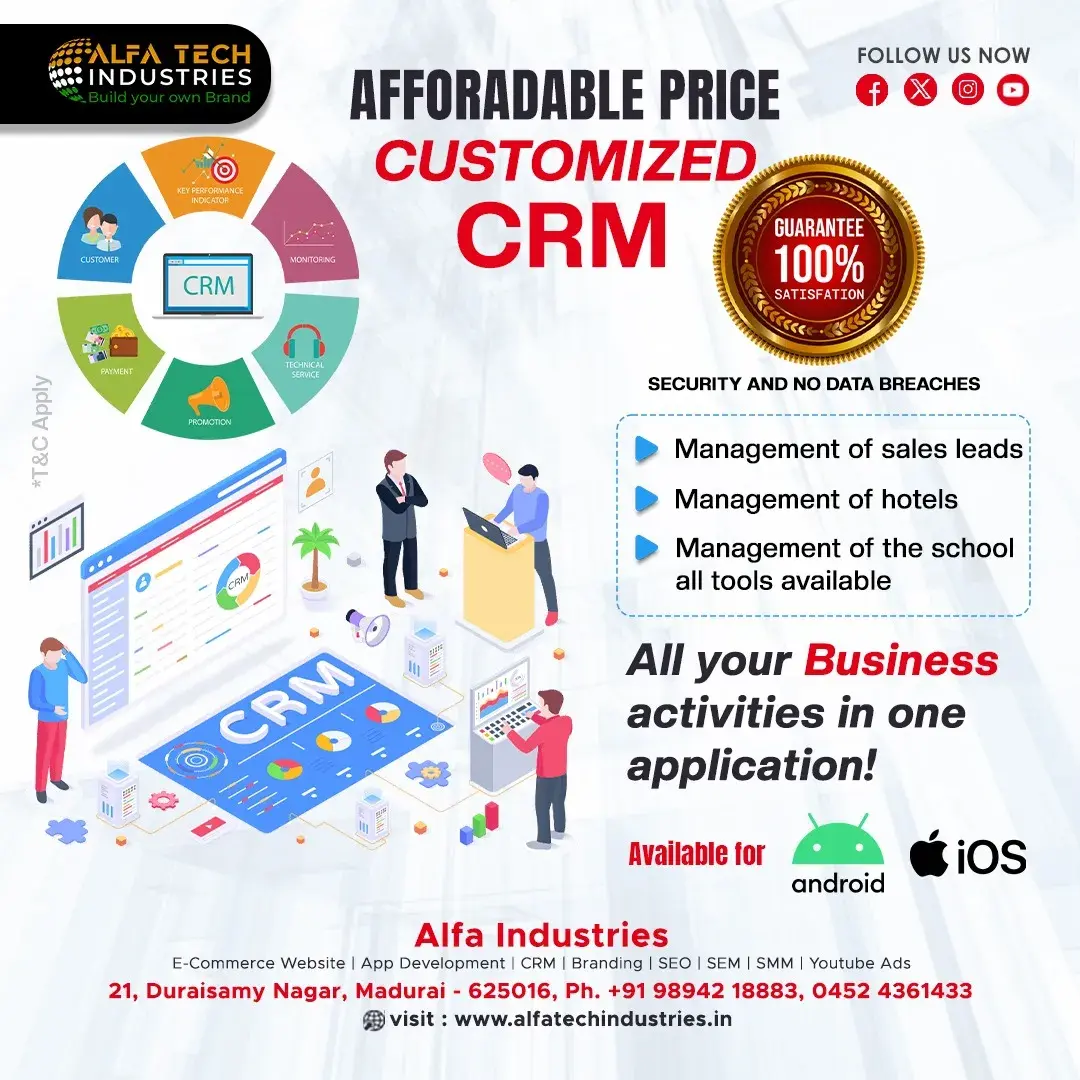 ALFA TECH
INDUSTRIES
Build your own Brand
FOLLOW US NOW
AFFORADABLE PRICE
CUSTOMIZED
CRM
GUARANTEE
100%
SATISFATION
SECURITY AND NO DATA BREACHES
KEY PERFORMANCE
INDICATOR
CUSTOMER
MONITORING
CRM
PAYMENT
TECHNICAL
SERVICE
PROMOTION
*T&C Apply
Management of sales leads
Management of hotels
Management of the school
all tools available
CRM
CRM
All your Business
activities in one
application!
Available for
android
iOS
Alfa Industries
E-Commerce Website | App Development | CRM | Branding | SEO | SEM | SMM | Youtube Ads
21, Duraisamy Nagar, Madurai - 625016, Ph. +91 98942 18883, 0452 4361433
visit : www.alfatechindustries.in